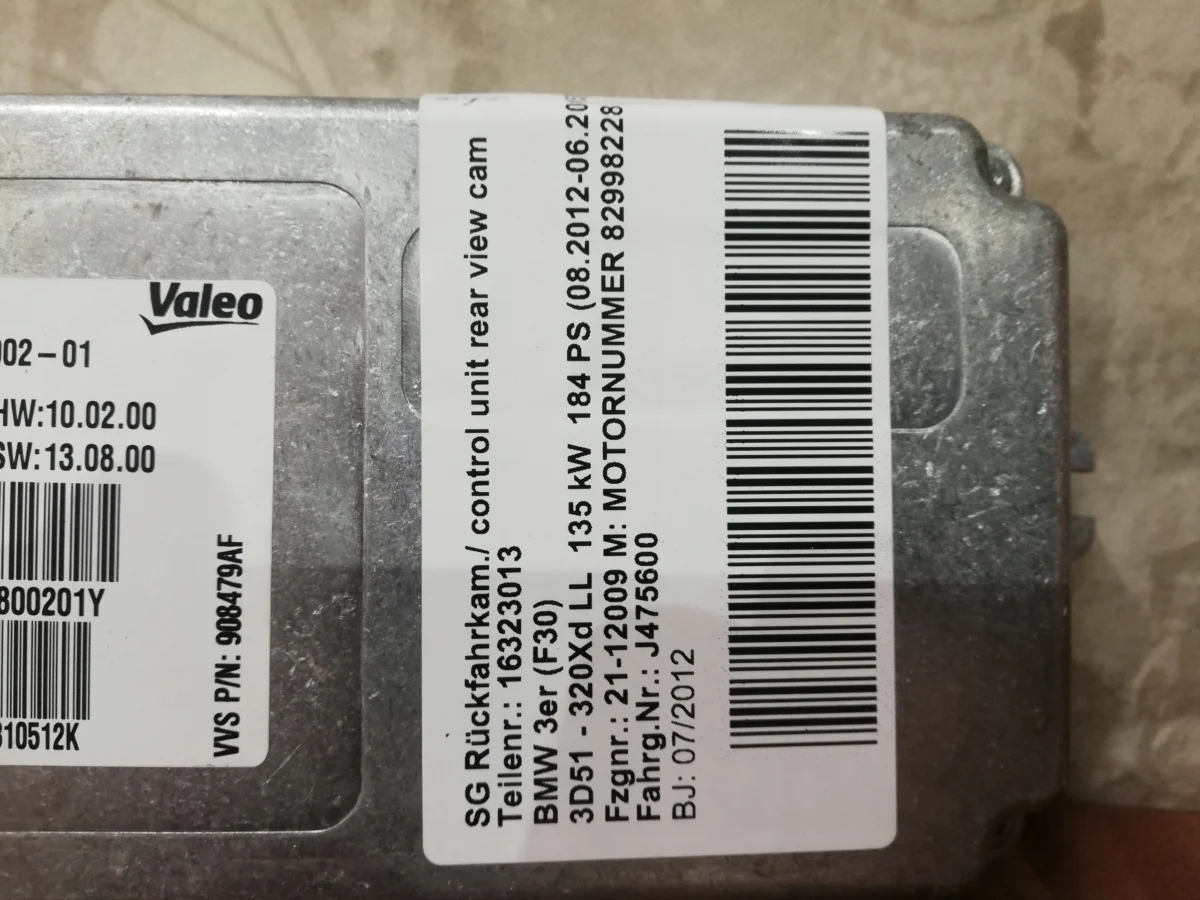 Valeo
002-01
HW:10.02.00
SW:13.08.00
800201Y
310512K
VVS P/N: 908479AF
SG Rückfahrkam./ control unit rear view cam
Teilenr.: 16323013
BMW 3er (F30)
3D51 - 320Xd LL 135 kW 184 PS (08.2012-06.20
Fzgnr.: 21-12009 M: MOTORNUMMER 82998228
Fahrg.Nr.: J475600
BJ: 07/2012